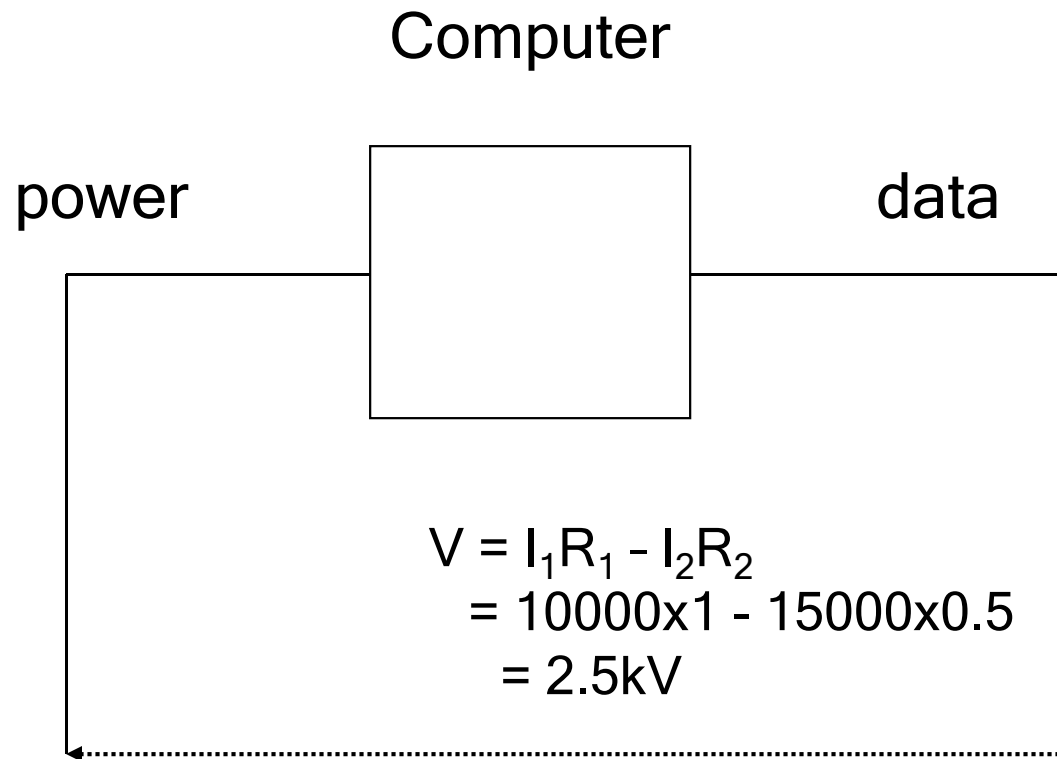 Computer
power
data
V = I₁R₁ - I₂R₂
= 10000x1 - 15000x0.5
= 2.5kV